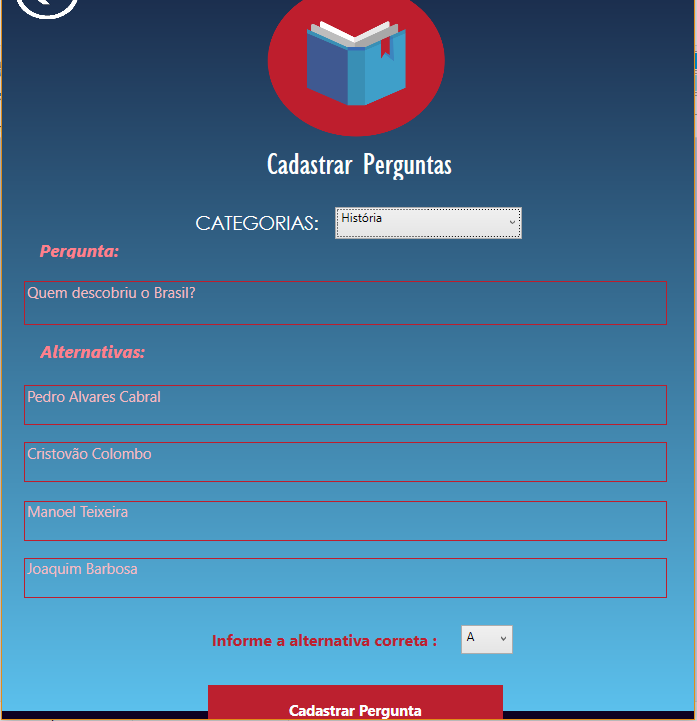 Cadastrar Perguntas
CATEGORIAS: História
Pergunta:
Quem descobriu o Brasil?
Alternativas:
Pedro Alvares Cabral
Cristovão Colombo
Manoel Teixeira
Joaquim Barbosa
Informe a alternativa correta : A
Cadastrar Pergunta